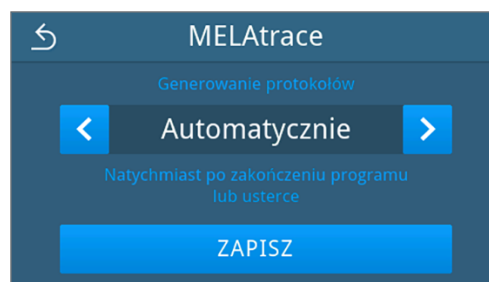 MELAtrace
Generowanie protokołów
Automatycznie
Natychmiast po zakończeniu programu
lub usterce
ZAPISZ